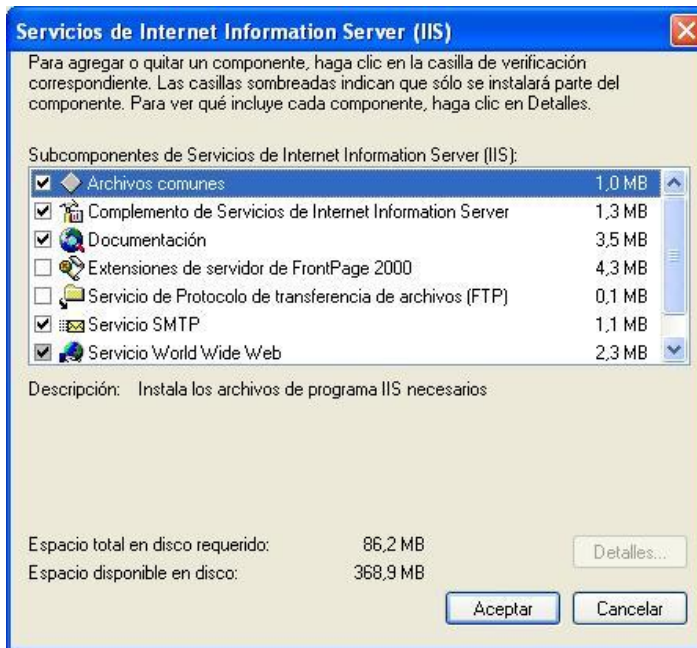 Servicios de Internet Information Server (IIS)
Para agregar o quitar un componente, haga clic en la casilla de verificación
correspondiente. Las casillas sombreadas indican que sólo se instalará parte del
componente. Para ver qué incluye cada componente, haga clic en Detalles.
Subcomponentes de Servicios de Internet Information Server (IIS):
Archivos comunes 1,0 MB
Complemento de Servicios de Internet Information Server 1,3 MB
Documentación 3,5 MB
Extensiones de servidor de FrontPage 2000 4,3 MB
Servicio de Protocolo de transferencia de archivos (FTP) 0,1 MB
Servicio SMTP 1,1 MB
Servicio World Wide Web 2,3 MB
Descripción: Instala los archivos de programa IIS necesarios
Espacio total en disco requerido: 86,2 MB
Espacio disponible en disco: 368,9 MB
Detalles...
Aceptar Cancelar